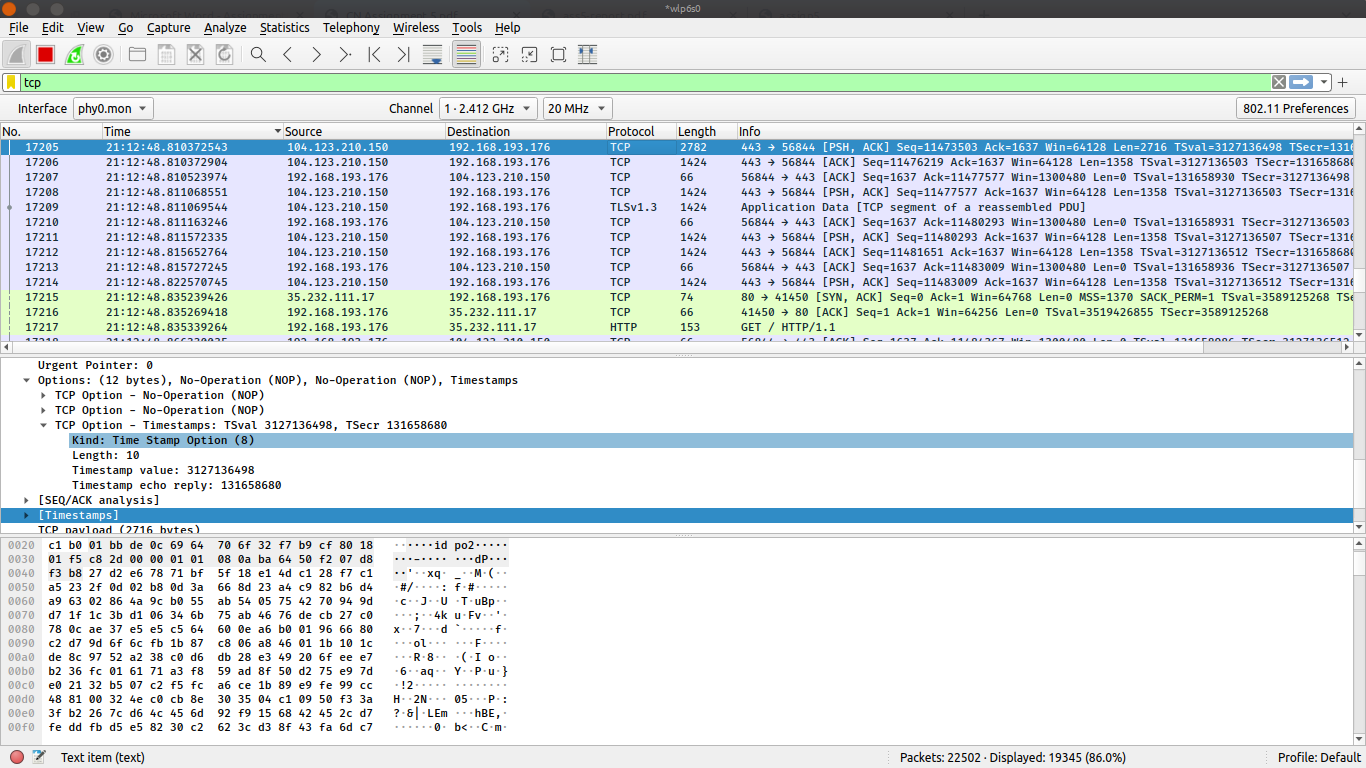 *wlp6s0
File Edit View Go Capture Analyze Statistics Telephony Wireless Tools Help
tcp
Interface phy0.mon Channel 1 · 2.412 GHz 20 MHz 802.11 Preferences
No. Time Source Destination Protocol Length Info
17205 21:12:48.810372543 104.123.210.150 192.168.193.176 TCP 2782 443 → 56844 [PSH, ACK] Seq=11473503 Ack=1637 Win=64128 Len=2716 TSval=3127136498 TSecr=1316
17206 21:12:48.810372904 104.123.210.150 192.168.193.176 TCP 1424 443 → 56844 [ACK] Seq=11476219 Ack=1637 Win=64128 Len=1358 TSval=3127136503 TSecr=131658680
17207 21:12:48.810523974 192.168.193.176 104.123.210.150 TCP 66 56844 → 443 [ACK] Seq=1637 Ack=11477577 Win=1300480 Len=0 TSval=131658930 TSecr=3127136498
17208 21:12:48.811068551 104.123.210.150 192.168.193.176 TCP 1424 443 → 56844 [PSH, ACK] Seq=11477577 Ack=1637 Win=64128 Len=1358 TSval=3127136503 TSecr=1316
17209 21:12:48.811069544 104.123.210.150 192.168.193.176 TLSv1.3 1424 Application Data [TCP segment of a reassembled PDU]
17210 21:12:48.811163246 192.168.193.176 104.123.210.150 TCP 66 56844 → 443 [ACK] Seq=1637 Ack=11480293 Win=1300480 Len=0 TSval=131658931 TSecr=3127136503
17211 21:12:48.811572335 104.123.210.150 192.168.193.176 TCP 1424 443 → 56844 [PSH, ACK] Seq=11480293 Ack=1637 Win=64128 Len=1358 TSval=3127136507 TSecr=1316
17212 21:12:48.815652764 104.123.210.150 192.168.193.176 TCP 1424 443 → 56844 [ACK] Seq=11481651 Ack=1637 Win=64128 Len=1358 TSval=3127136512 TSecr=131658680
17213 21:12:48.815727245 192.168.193.176 104.123.210.150 TCP 66 56844 → 443 [ACK] Seq=1637 Ack=11483009 Win=1300480 Len=0 TSval=131658936 TSecr=3127136507
17214 21:12:48.822570745 104.123.210.150 192.168.193.176 TCP 1424 443 → 56844 [PSH, ACK] Seq=11483009 Ack=1637 Win=64128 Len=1358 TSval=3127136512 TSecr=1316
17215 21:12:48.835239426 35.232.111.17 192.168.193.176 TCP 74 80 → 41450 [SYN, ACK] Seq=0 Ack=1 Win=64768 Len=0 MSS=1370 SACK_PERM=1 TSval=3589125268 TSe
17216 21:12:48.835269418 192.168.193.176 35.232.111.17 TCP 66 41450 → 80 [ACK] Seq=1 Ack=1 Win=64256 Len=0 TSval=3519426855 TSecr=3589125268
17217 21:12:48.835339264 192.168.193.176 35.232.111.17 HTTP 153 GET / HTTP/1.1
Urgent Pointer: 0
Options: (12 bytes), No-Operation (NOP), No-Operation (NOP), Timestamps
TCP Option - No-Operation (NOP)
TCP Option - No-Operation (NOP)
TCP Option - Timestamps: TSval 3127136498, TSecr 131658680
Kind: Time Stamp Option (8)
Length: 10
Timestamp value: 3127136498
Timestamp echo reply: 131658680
[SEQ/ACK analysis]
[Timestamps]
TCP payload (2716 bytes)
0020 c1 b0 01 bb de 0c 69 64 70 6f 32 f7 b9 cf 80 18 ······id po2·····
0030 01 f5 c8 2d 00 00 01 01 08 0a ba 64 50 f2 07 d8 ···-···· ···dP···
0040 f3 b8 27 d2 e6 78 71 bf 5f 18 e1 4d c1 28 f7 c1 ··'··xq· _··M·(··
0050 a5 23 2f 0d 02 b8 0d 3a 66 8d 23 a4 c9 82 b6 d4 ·#/····: f·#·····
0060 a9 63 02 86 4a 9c b0 55 ab 54 05 75 42 70 94 9d ·c··J··U ·T·uBp··
0070 d7 1f 1c 3b d1 06 34 6b 75 ab 46 76 de cb 27 c0 ···;··4k u·Fv··'·
0080 78 0c ae 37 e5 e5 c5 64 60 0e a6 b0 01 96 66 80 x··7···d `·····f·
0090 c2 d7 9d 6f 6c fb 1b 87 c8 06 a8 46 01 1b 10 1c ···ol··· ···F····
00a0 de 8c 97 52 a2 38 c0 d6 db 28 e3 49 20 6f ee e7 ···R·8·· ·(·I o··
00b0 b2 36 fc 01 61 71 a3 f8 59 ad 8f 50 d2 75 e9 7d ·6··aq·· Y··P·u·}
00c0 e0 21 32 b5 07 c2 f5 fc a6 ce 1b 89 e9 fe 99 cc ·!2····· ········
00d0 48 81 00 32 4e c0 cb 8e 30 35 04 c1 09 50 f3 3a H··2N··· 05···P·:
00e0 3f b2 26 7c d6 4c 45 6d 92 f9 15 68 42 45 2c d7 ?·&|·LEm ···hBE,·
00f0 fe dd fb d5 e5 82 30 c2 62 3c d3 8f 43 fa 6d c7 ······0· b<··C·m·
Text item (text) Packets: 22502 · Displayed: 19345 (86.0%) Profile: Default